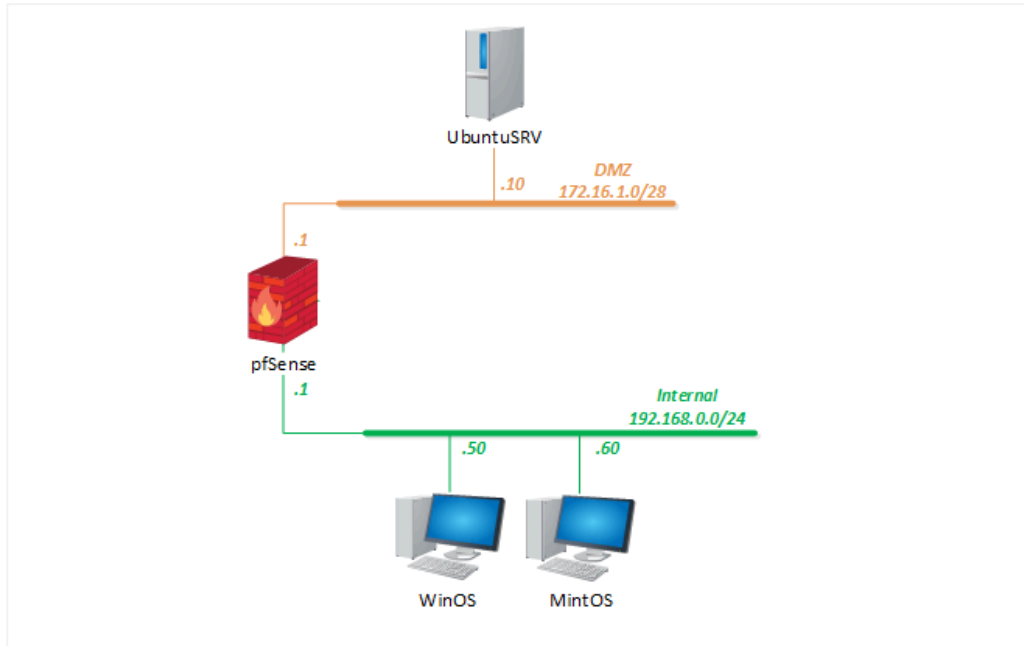 UbuntuSRV
.10
DMZ
172.16.1.0/28
.1
pfSense
.1
Internal
192.168.0.0/24
.50
.60
WinOS
MintOS